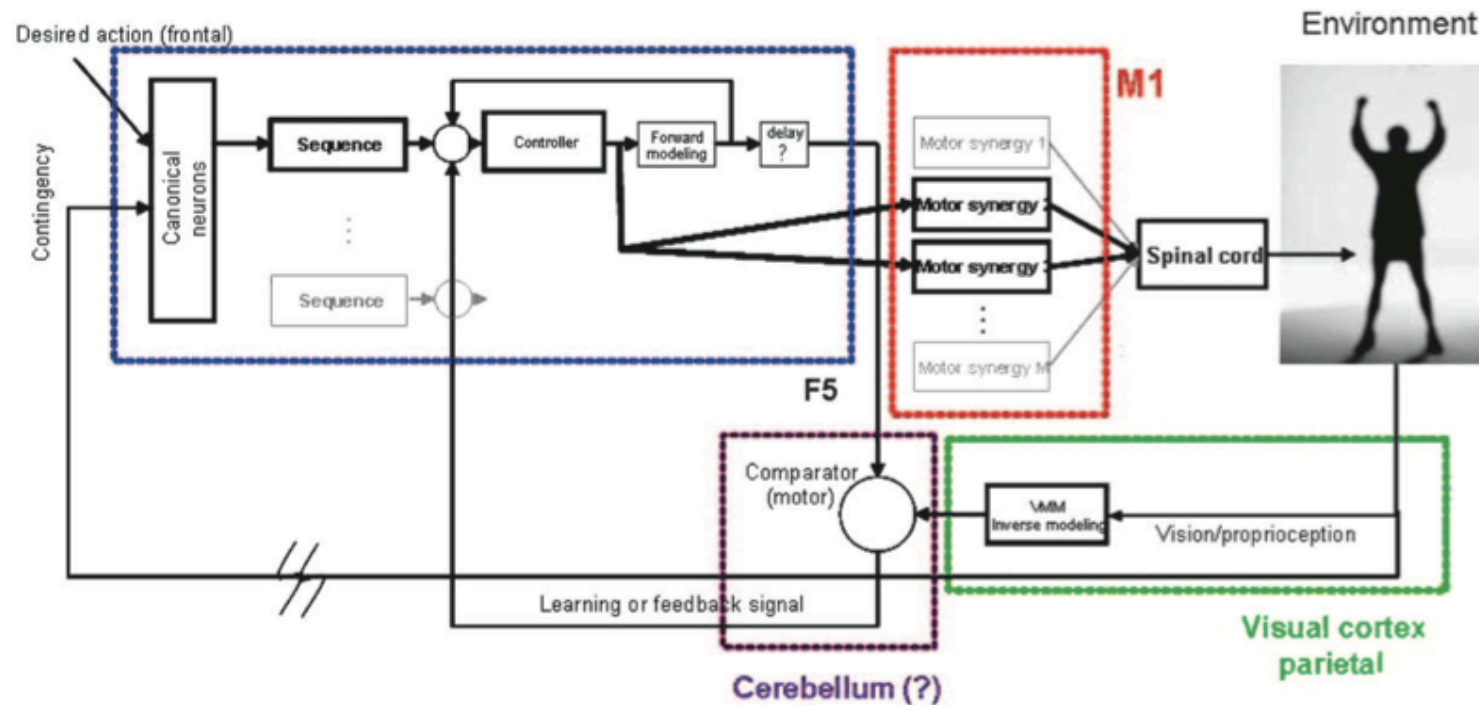 Environment
Desired action (frontal)
M1
Contingency
Canonical
neurons
Sequence
Controller
Forward
modeling
delay
?
Motor synergy 1
Motor synergy 2
Motor synergy
Spinal cord
Sequence
Motor synergy M
F5
Comparator
(motor)
VMM
Inverse modeling
Vision/proprioception
Learning or feedback signal
Visual cortex
parietal
Cerebellum (?)